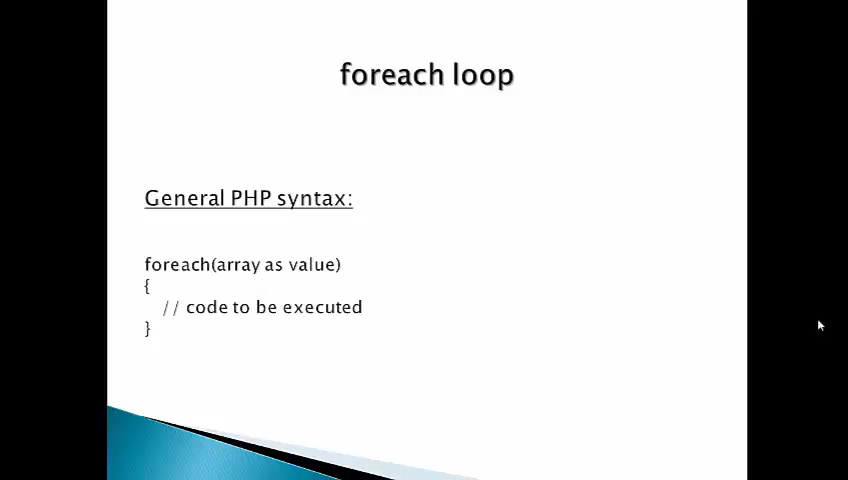 foreach loop
General PHP syntax:
foreach(array as value)
{
// code to be executed
}